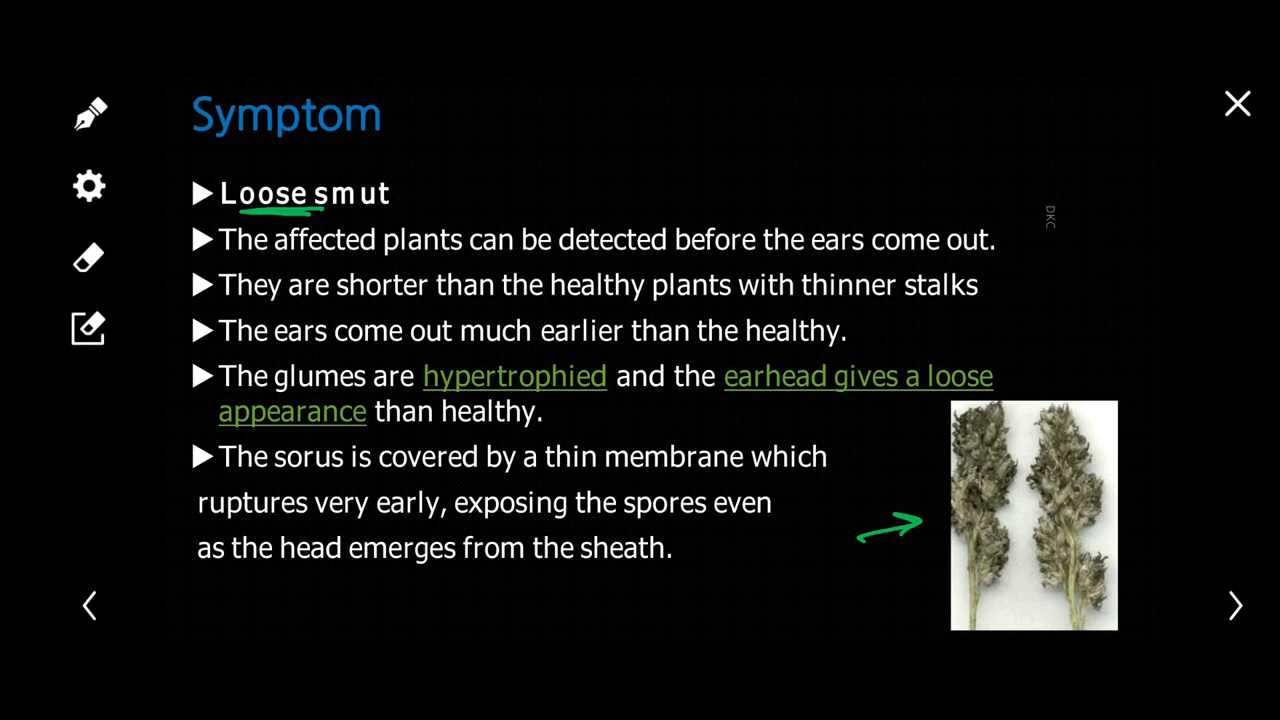 Symptom
▶Loose smut
DKC
▶The affected plants can be detected before the ears come out.
▶They are shorter than the healthy plants with thinner stalks
▶The ears come out much earlier than the healthy.
▶The glumes are hypertrophied and the earhead gives a loose
appearance than healthy.
▶The sorus is covered by a thin membrane which
ruptures very early, exposing the spores even
as the head emerges from the sheath.